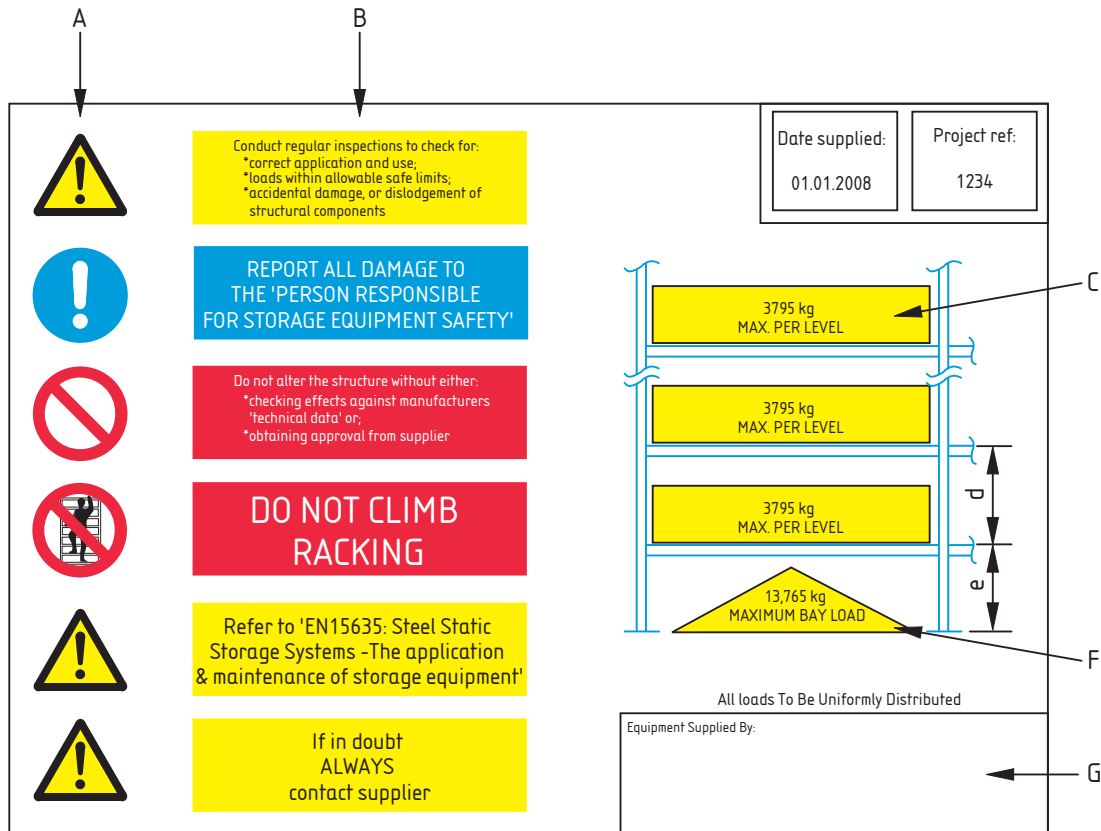 A
B
Conduct regular inspections to check for:
*correct application and use;
*loads within allowable safe limits;
*accidental damage, or dislodgement of
structural components
Date supplied:
01.01.2008
Project ref:
1234
REPORT ALL DAMAGE TO
THE 'PERSON RESPONSIBLE
FOR STORAGE EQUIPMENT SAFETY'
Do not alter the structure without either:
*checking effects against manufacturers
'technical data' or;
*obtaining approval from supplier
DO NOT CLIMB
RACKING
Refer to 'EN15635: Steel Static
Storage Systems -The application
& maintenance of storage equipment'
If in doubt
ALWAYS
contact supplier
3795 kg
MAX. PER LEVEL
C
3795 kg
MAX. PER LEVEL
d
3795 kg
MAX. PER LEVEL
e
13,765 kg
MAXIMUM BAY LOAD
F
All loads To Be Uniformly Distributed
Equipment Supplied By:
G